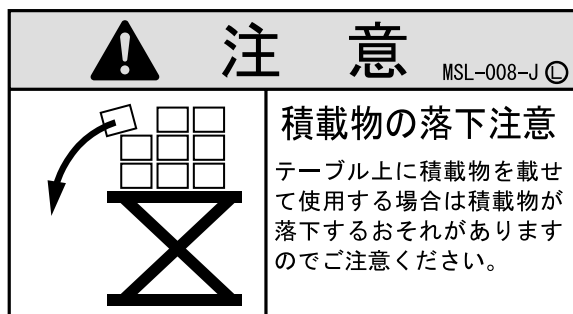 注 意
MSL-008-J Ⓛ
積載物の落下注意
テーブル上に積載物を載せ
て使用する場合は積載物が
落下するおそれがあります
のでご注意ください。